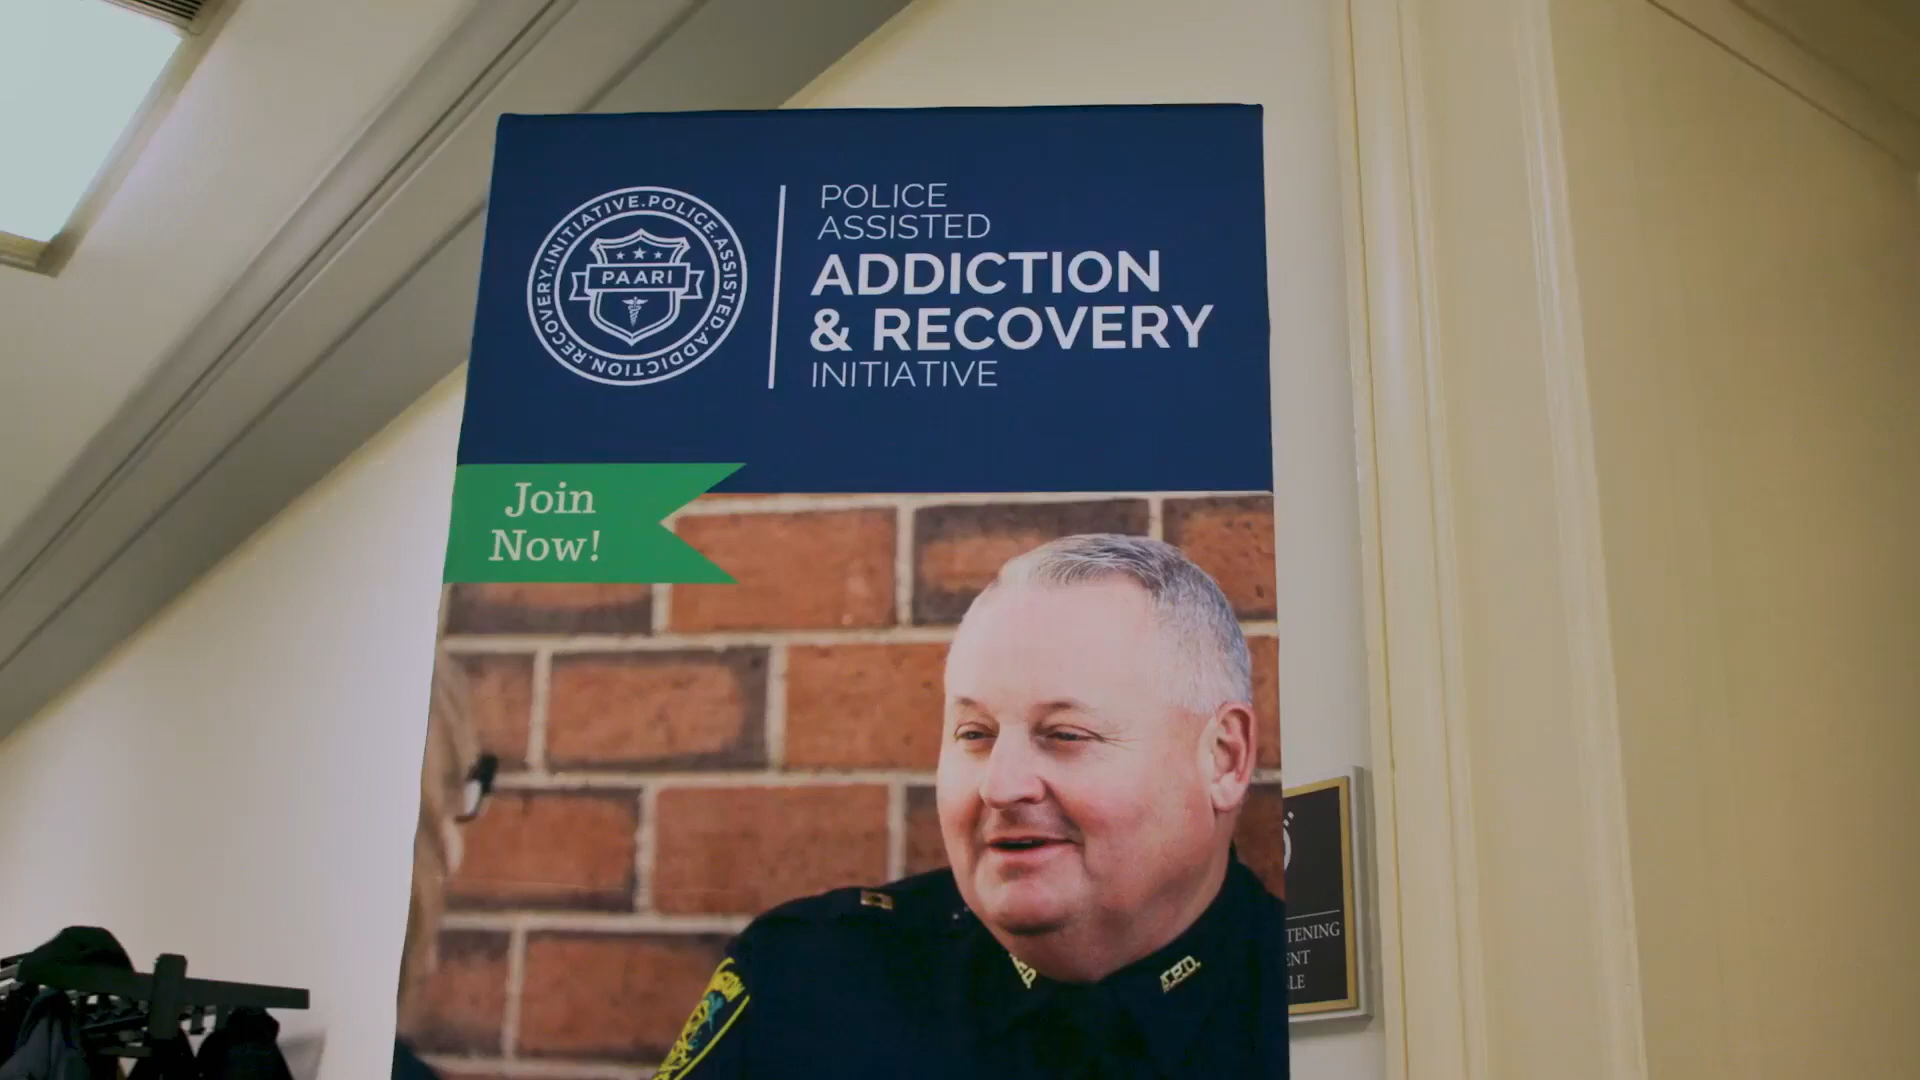 RECOVERY.INITIATIVE.POLICE.ASSISTED.ADDICTION.
PAARI
POLICE
ASSISTED
ADDICTION
& RECOVERY
INITIATIVE
Join
Now!